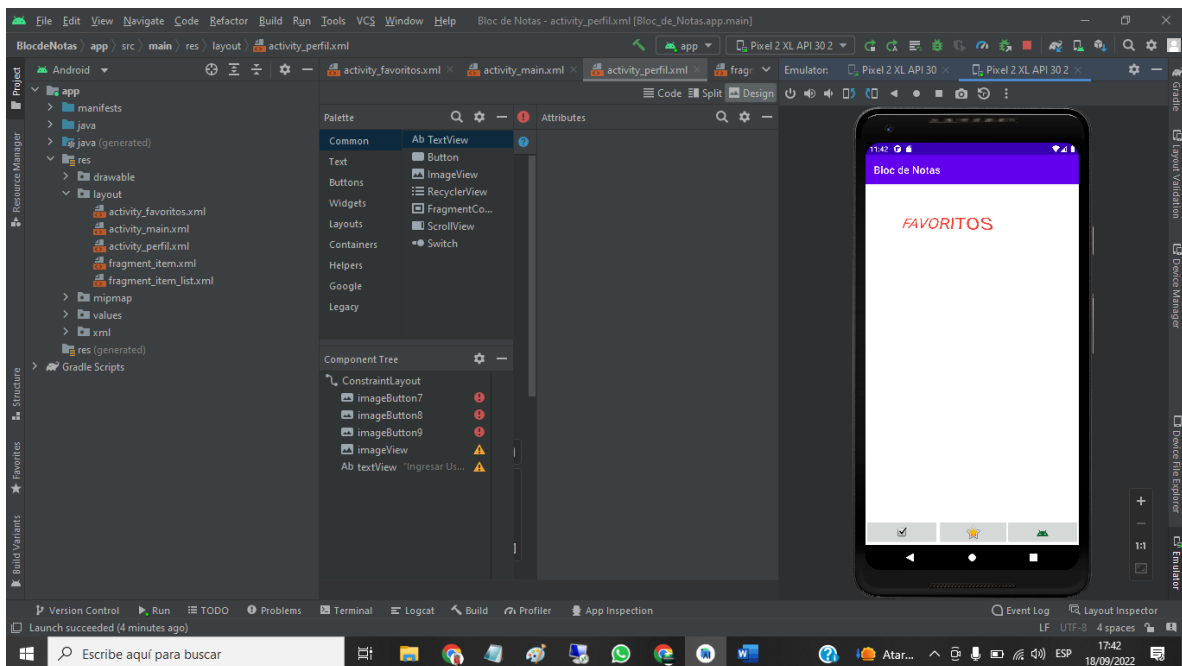 File Edit View Navigate Code Refactor Build Run Tools VCS Window Help Bloc de Notas - activity_perfil.xml [Bloc_de_Notas.app.main]
BlocdeNotas app src main res layout activity_perfil.xml
app Pixel 2 XL API 30 2
Android
activity_favoritos.xml activity_main.xml activity_perfil.xml fragr
Emulator: Pixel 2 XL API 30 Pixel 2 XL API 30 2
Code Split Design
Project
Resource Manager
Structure
Favorites
Build Variants
app
manifests
java
java (generated)
res
drawable
layout
activity_favoritos.xml
activity_main.xml
activity_perfil.xml
fragment_item.xml
fragment_item_list.xml
mipmap
values
xml
res (generated)
Gradle Scripts
Palette
Common
Text
Buttons
Widgets
Layouts
Containers
Helpers
Google
Legacy
Ab TextView
Button
ImageView
RecyclerView
FragmentCo...
ScrollView
Switch
Component Tree
ConstraintLayout
imageButton7
imageButton8
imageButton9
imageView
Ab textView "Ingresar Us...
Attributes
11:42
Bloc de Notas
FAVORITOS
1:1
Gradle
Layout Validation
Device Manager
Device File Explorer
Emulator
Version Control Run TODO Problems Terminal Logcat Build Profiler App Inspection Event Log Layout Inspector
Launch succeeded (4 minutes ago) LF UTF-8 4 spaces
Escribe aquí para buscar
Atar... ESP
17:42
18/09/2022